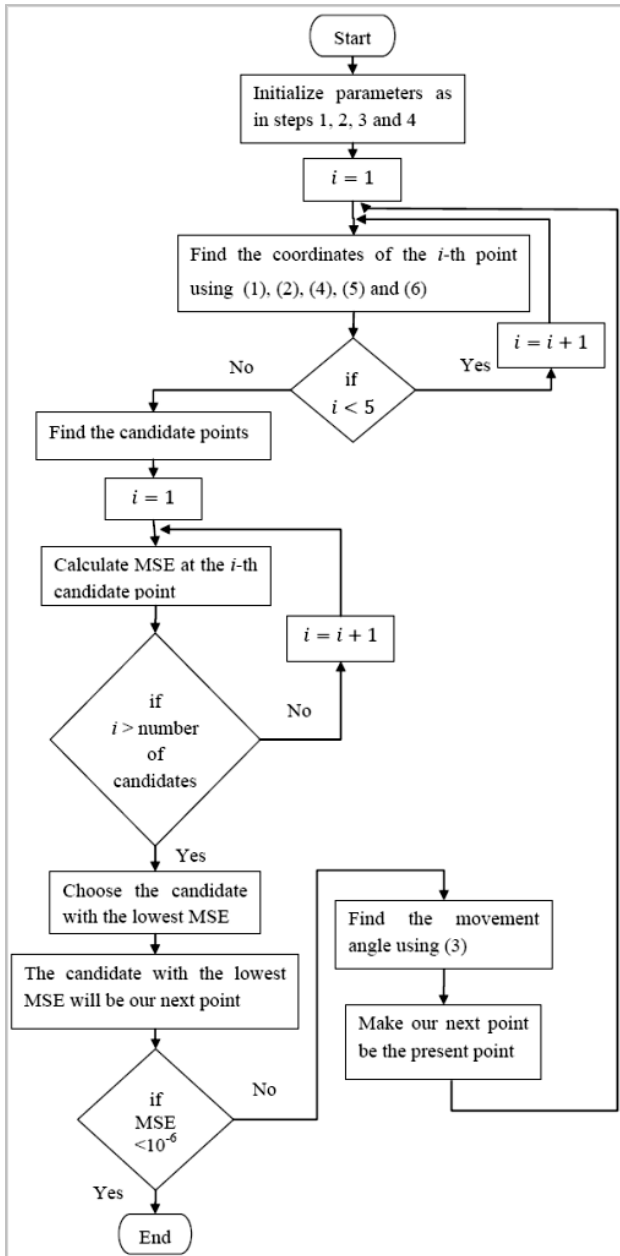 Start
Initialize parameters as
in steps 1, 2, 3 and 4
i = 1
Find the coordinates of the i-th point
using (1), (2), (4), (5) and (6)
i = i + 1
No
Yes
if
i < 5
Find the candidate points
i = 1
Calculate MSE at the i-th
candidate point
i = i + 1
if
i > number
of
candidates
No
Yes
Choose the candidate
with the lowest MSE
Find the movement
angle using (3)
The candidate with the lowest
MSE will be our next point
Make our next point
be the present point
No
if
MSE
<10⁻⁶
Yes
End